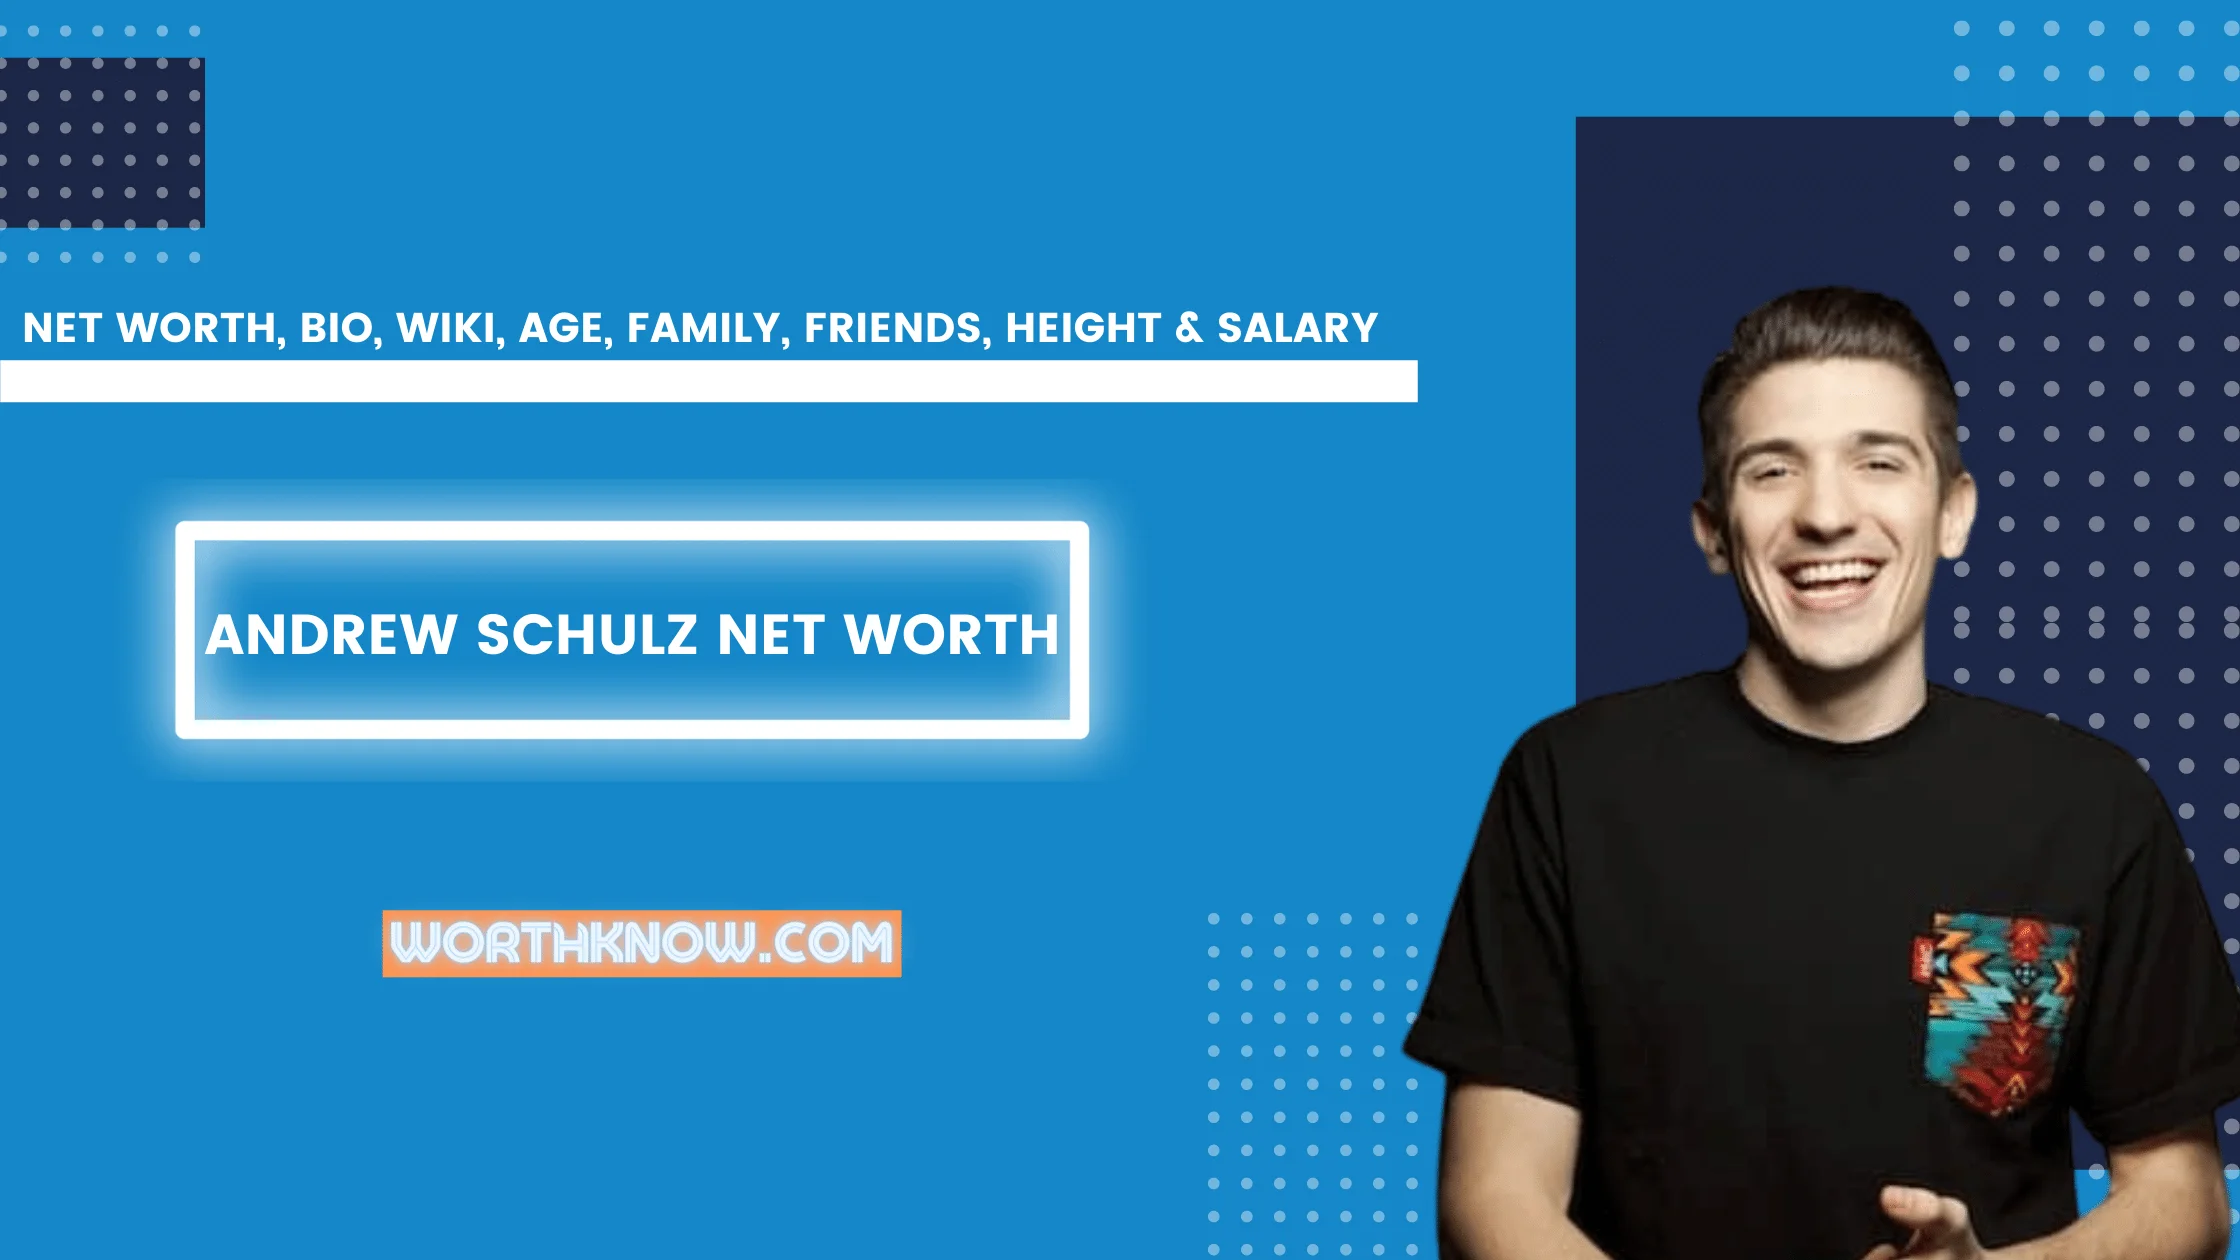 NET WORTH, BIO, WIKI, AGE, FAMILY, FRIENDS, HEIGHT & SALARY
ANDREW SCHULZ NET WORTH
WORTHKNOW.COM